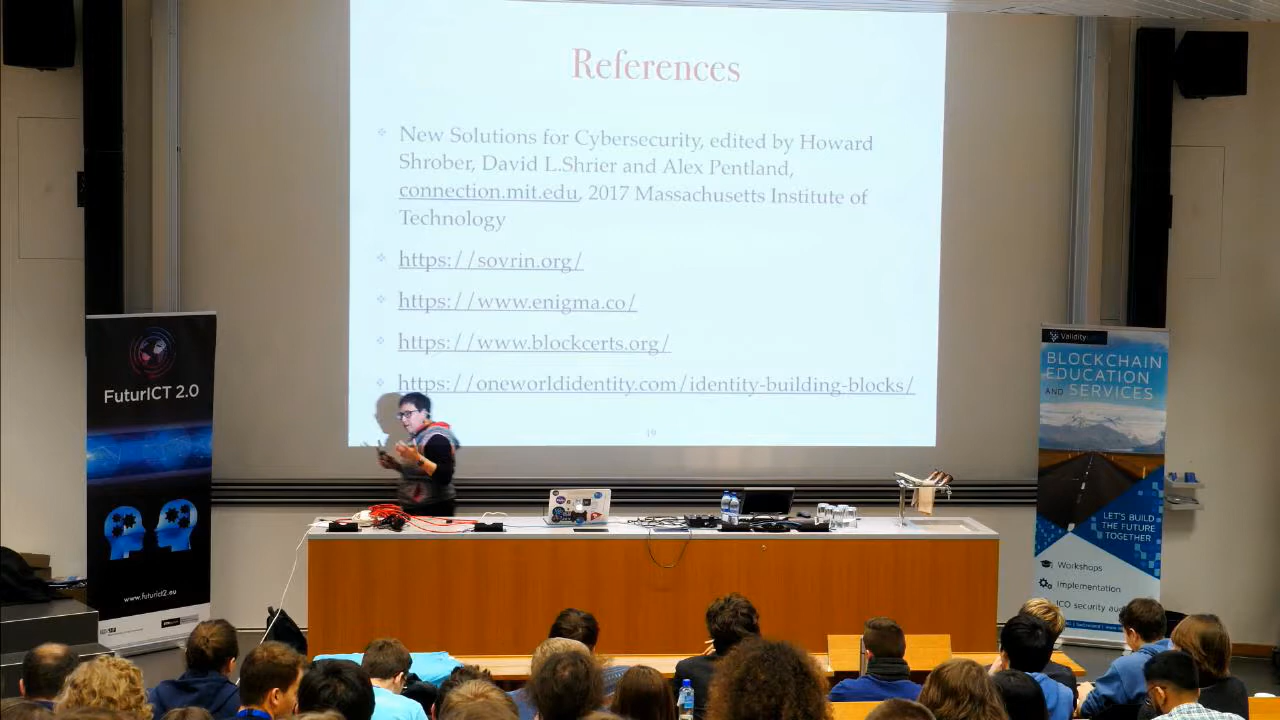 References
New Solutions for Cybersecurity, edited by Howard
Shrober, David L.Shrier and Alex Pentland,
connection.mit.edu, 2017 Massachusetts Institute of
Technology
https://sovrin.org/
https://www.enigma.co/
https://www.blockcerts.org/
https://oneworldidentity.com/identity-building-blocks/
19
FuturICT 2.0
www.futurict2.eu
Validity
BLOCKCHAIN
EDUCATION
AND SERVICES
LET'S BUILD
THE FUTURE
TOGETHER
Workshops
Implementation
ICO security